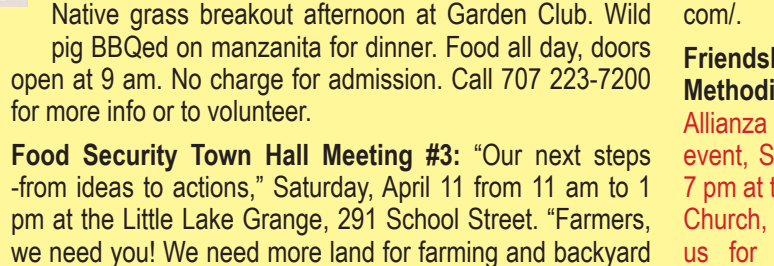 Native grass breakout afternoon at Garden Club. Wild
pig BBQed on manzanita for dinner. Food all day, doors
open at 9 am. No charge for admission. Call 707 223-7200
for more info or to volunteer.
Food Security Town Hall Meeting #3: “Our next steps
-from ideas to actions,” Saturday, April 11 from 11 am to 1
pm at the Little Lake Grange, 291 School Street. “Farmers,
we need you! We need more land for farming and backyard
com/.
Allianza
event, S
7 pm at t
Church,
us for